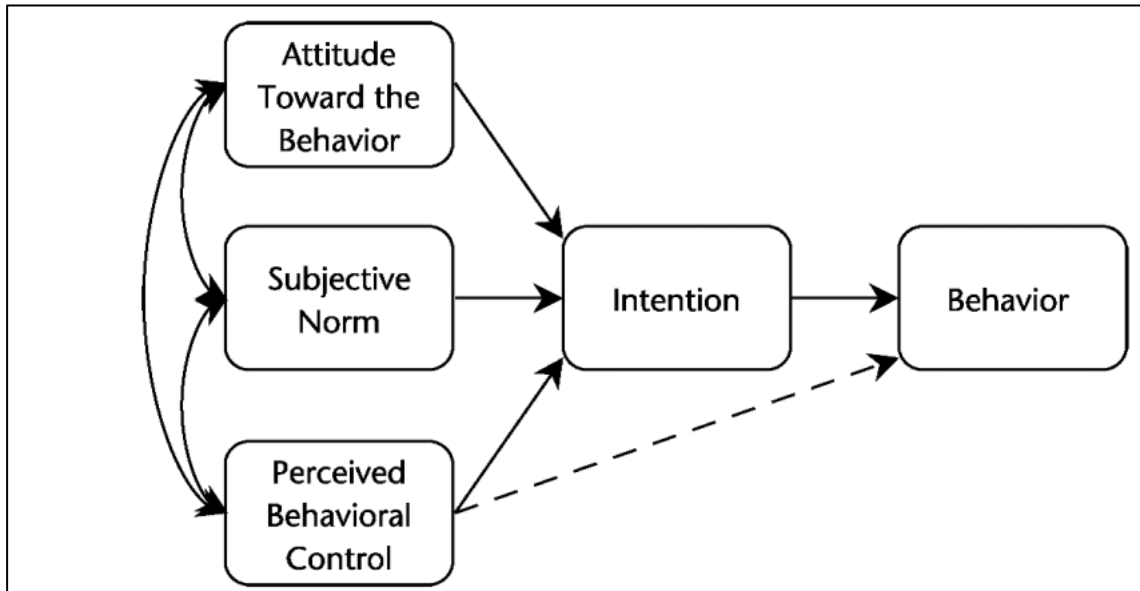 Attitude
Toward the
Behavior
Subjective
Norm
Intention
Behavior
Perceived
Behavioral
Control